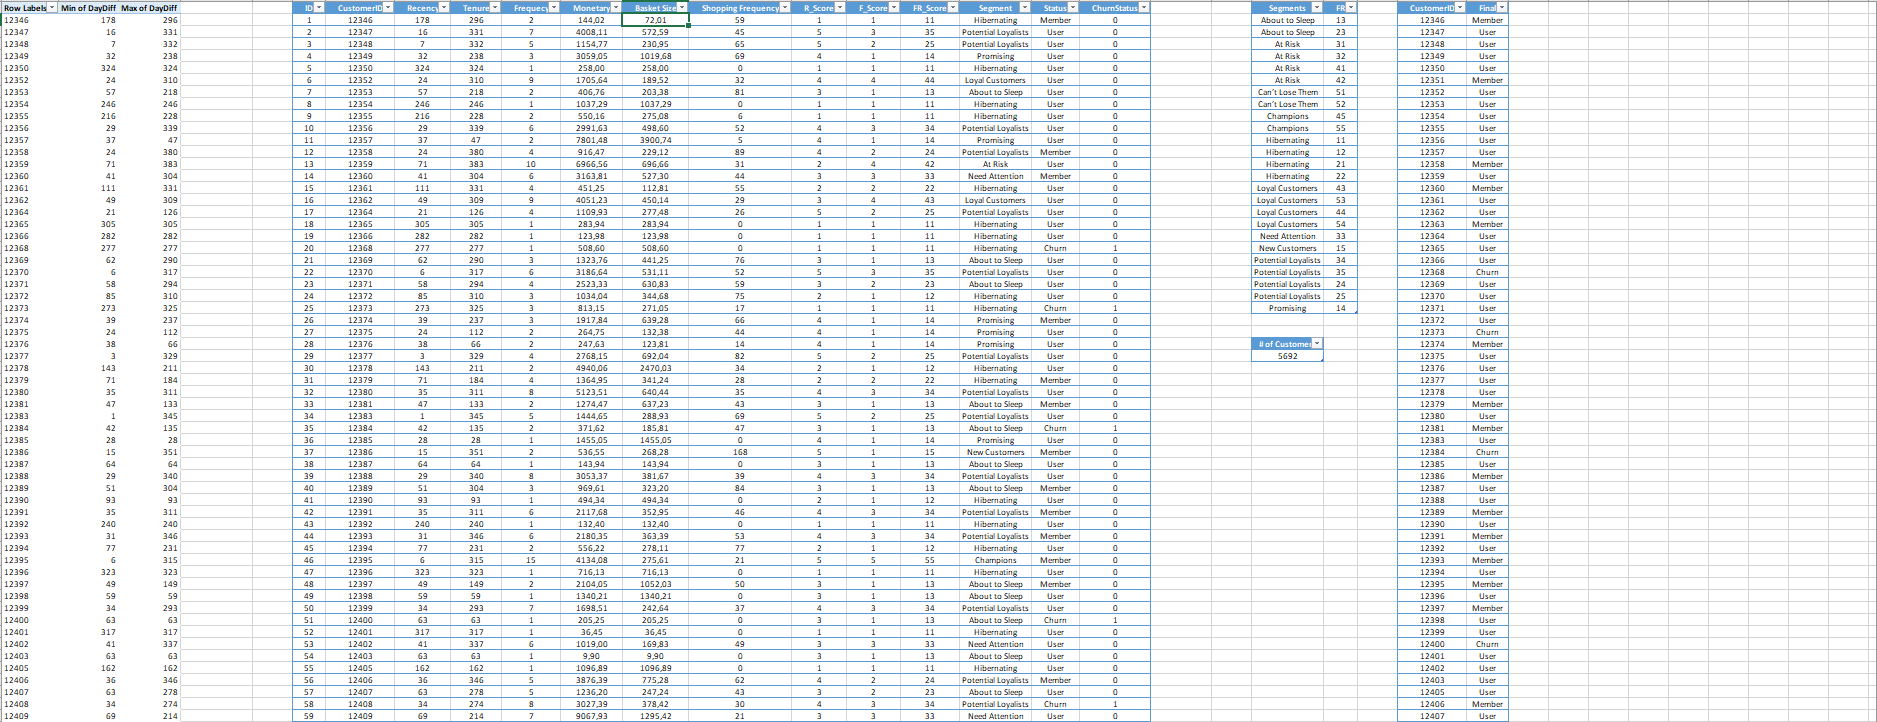 Row Labels Min of DayDiff Max of DayDiff ID CustomerID Recency Tenure Frequecy Monetary Basket Size Shopping Frequency R_Score F_Score FR_Score Segment Status ChurnStatus Segments FR CustomerID Final
12346 178 296 1 12346 178 296 2 144,02 72,01 59 1 1 11 Hibernating Member 0 About to Sleep 13 12346 Member
12347 16 331 2 12347 16 331 7 4008,11 572,59 45 5 3 35 Potential Loyalists User 0 About to Sleep 23 12347 User
12348 7 332 3 12348 7 332 5 1154,77 230,95 65 5 2 25 Potential Loyalists User 0 At Risk 31 12348 User
12349 32 238 4 12349 32 238 3 3059,05 1019,68 69 4 1 14 Promising User 0 At Risk 32 12349 User
12350 324 324 5 12350 324 324 1 258,00 258,00 0 1 1 11 Hibernating User 0 At Risk 41 12350 User
12352 24 310 6 12352 24 310 9 1705,64 189,52 32 4 4 44 Loyal Customers User 0 At Risk 42 12351 Member
12353 57 218 7 12353 57 218 2 406,76 203,38 81 3 1 13 About to Sleep User 0 Can't Lose Them 51 12352 User
12354 246 246 8 12354 246 246 1 1037,29 1037,29 0 1 1 11 Hibernating User 0 Can't Lose Them 52 12353 User
12355 216 228 9 12355 216 228 2 550,16 275,08 6 1 1 11 Hibernating User 0 Champions 45 12354 User
12356 29 339 10 12356 29 339 6 2991,63 498,60 52 4 3 34 Potential Loyalists User 0 Champions 55 12355 User
12357 37 47 11 12357 37 47 2 7801,48 3900,74 5 4 1 14 Promising User 0 Hibernating 11 12356 User
12358 24 380 12 12358 24 380 4 916,47 229,12 89 4 2 24 Potential Loyalists Member 0 Hibernating 12 12357 User
12359 71 383 13 12359 71 383 10 6966,56 696,66 31 2 4 42 At Risk User 0 Hibernating 21 12358 Member
12360 41 304 14 12360 41 304 6 3163,81 527,30 44 3 3 33 Need Attention Member 0 Hibernating 22 12359 User
12361 111 331 15 12361 111 331 4 451,25 112,81 55 2 2 22 Hibernating User 0 Loyal Customers 43 12360 Member
12362 49 309 16 12362 49 309 9 4051,23 450,14 29 3 4 43 Loyal Customers User 0 Loyal Customers 53 12361 User
12364 21 126 17 12364 21 126 4 1109,93 277,48 26 5 2 25 Potential Loyalists User 0 Loyal Customers 44 12362 User
12365 305 305 18 12365 305 305 1 283,94 283,94 0 1 1 11 Hibernating User 0 Loyal Customers 54 12363 Member
12366 282 282 19 12366 282 282 1 123,98 123,98 0 1 1 11 Hibernating User 0 Need Attention 33 12364 User
12368 277 277 20 12368 277 277 1 508,60 508,60 0 1 1 11 Hibernating Churn 1 New Customers 15 12365 User
12369 62 290 21 12369 62 290 3 1323,76 441,25 76 3 1 13 About to Sleep User 0 Potential Loyalists 34 12366 User
12370 6 317 22 12370 6 317 6 3186,64 531,11 52 5 3 35 Potential Loyalists User 0 Potential Loyalists 35 12368 Churn
12371 58 294 23 12371 58 294 4 2523,33 630,83 59 3 2 23 About to Sleep User 0 Potential Loyalists 24 12369 User
12372 85 310 24 12372 85 310 3 1034,04 344,68 75 2 1 12 Hibernating User 0 Potential Loyalists 25 12370 User
12373 273 325 25 12373 273 325 3 813,15 271,05 17 1 1 11 Hibernating Churn 1 Promising 14 12371 User
12374 39 237 26 12374 39 237 3 1917,84 639,28 66 4 1 14 Promising Member 0 12372 User
12375 24 112 27 12375 24 112 2 264,75 132,38 44 4 1 14 Promising User 0 12373 Churn
12376 38 66 28 12376 38 66 2 247,63 123,81 14 4 1 14 Promising User 0 # of Customer 12374 Member
12377 3 329 29 12377 3 329 4 2768,15 692,04 82 5 2 25 Potential Loyalists User 0 5692 12375 User
12378 143 211 30 12378 143 211 2 4940,06 2470,03 34 2 1 12 Hibernating User 0 12376 User
12379 71 184 31 12379 71 184 4 1364,95 341,24 28 2 2 22 Hibernating Member 0 12377 User
12380 35 311 32 12380 35 311 8 5123,51 640,44 35 4 3 34 Potential Loyalists User 0 12378 User
12381 47 133 33 12381 47 133 2 1274,47 637,23 43 3 1 13 About to Sleep Member 0 12379 Member
12383 1 345 34 12383 1 345 5 1444,65 288,93 69 5 2 25 Potential Loyalists User 0 12380 User
12384 42 135 35 12384 42 135 2 371,62 185,81 47 3 1 13 About to Sleep Churn 1 12381 Member
12385 28 28 36 12385 28 28 1 1455,05 1455,05 0 4 1 14 Promising User 0 12383 User
12386 15 351 37 12386 15 351 2 536,55 268,28 168 5 1 15 New Customers Member 0 12384 Churn
12387 64 64 38 12387 64 64 1 143,94 143,94 0 3 1 13 About to Sleep User 0 12385 User
12388 29 340 39 12388 29 340 8 3053,37 381,67 39 4 3 34 Potential Loyalists User 0 12386 Member
12389 51 304 40 12389 51 304 3 969,61 323,20 84 3 1 13 About to Sleep Member 0 12387 User
12390 93 93 41 12390 93 93 1 494,34 494,34 0 2 1 12 Hibernating User 0 12388 User
12391 35 311 42 12391 35 311 6 2117,68 352,95 46 4 3 34 Potential Loyalists Member 0 12389 Member
12392 240 240 43 12392 240 240 1 132,40 132,40 0 1 1 11 Hibernating User 0 12390 User
12393 31 346 44 12393 31 346 6 2180,35 363,39 53 4 3 34 Potential Loyalists Member 0 12391 Member
12394 77 231 45 12394 77 231 2 556,22 278,11 77 2 1 12 Hibernating User 0 12392 User
12395 6 315 46 12395 6 315 15 4134,08 275,61 21 5 5 55 Champions Member 0 12393 Member
12396 323 323 47 12396 323 323 1 716,13 716,13 0 1 1 11 Hibernating User 0 12394 User
12397 49 149 48 12397 49 149 2 2104,05 1052,03 50 3 1 13 About to Sleep Member 0 12395 Member
12398 59 59 49 12398 59 59 1 1340,21 1340,21 0 3 1 13 About to Sleep User 0 12396 User
12399 34 293 50 12399 34 293 7 1698,51 242,64 37 4 3 34 Potential Loyalists User 0 12397 Member
12400 63 63 51 12400 63 63 1 205,25 205,25 0 3 1 13 About to Sleep Churn 1 12398 User
12401 317 317 52 12401 317 317 1 36,45 36,45 0 1 1 11 Hibernating User 0 12399 User
12402 41 337 53 12402 41 337 6 1019,00 169,83 49 3 3 33 Need Attention User 0 12400 Churn
12403 63 63 54 12403 63 63 1 9,90 9,90 0 3 1 13 About to Sleep User 0 12401 User
12405 162 162 55 12405 162 162 1 1096,89 1096,89 0 1 1 11 Hibernating User 0 12402 User
12406 36 346 56 12406 36 346 5 3876,39 775,28 62 4 2 24 Potential Loyalists Member 0 12403 User
12407 63 278 57 12407 63 278 5 1236,20 247,24 43 3 2 23 About to Sleep User 0 12405 User
12408 34 274 58 12408 34 274 8 3027,39 378,42 30 4 3 34 Potential Loyalists Churn 1 12406 Member
12409 69 214 59 12409 69 214 7 9067,93 1295,42 21 3 3 33 Need Attention User 0 12407 User